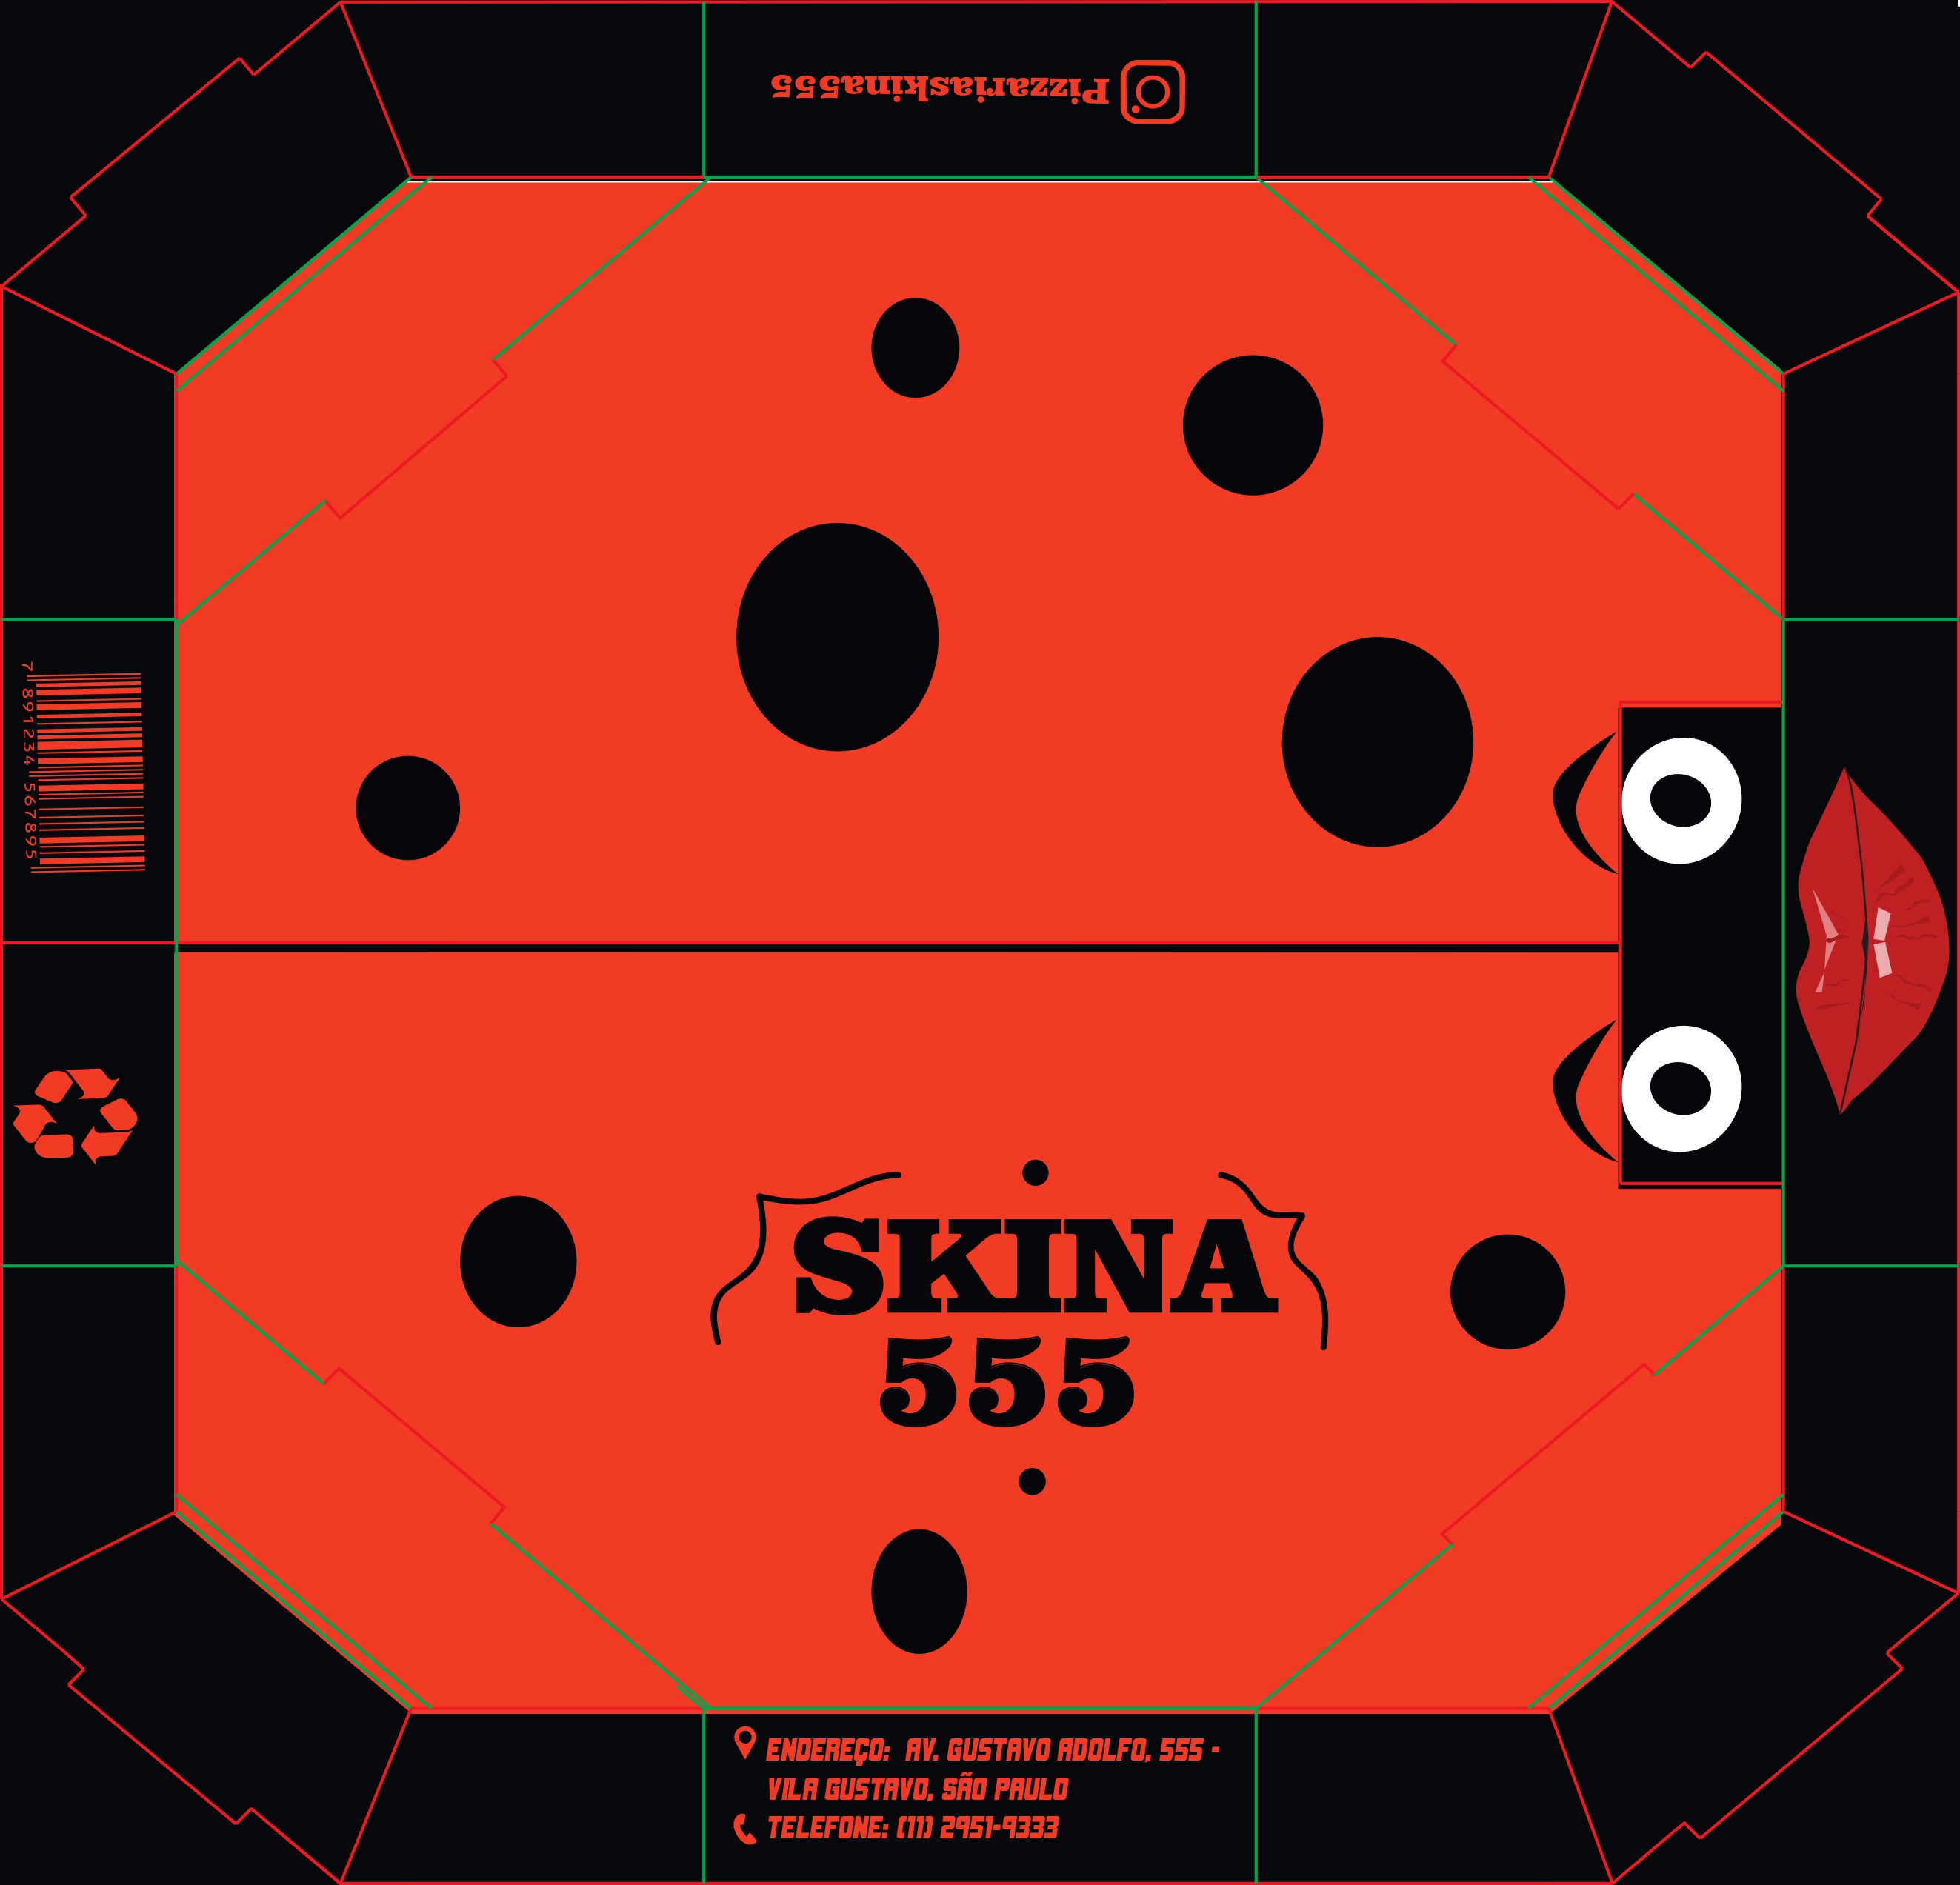 pizzariaskina555
7 891234 567895
SKINA
555
ENDEREÇO: AV. GUSTAVO ADOLFO, 555 -
VILA GUSTAVO, SÃO PAULO
TELEFONE: (11) 2951-9333